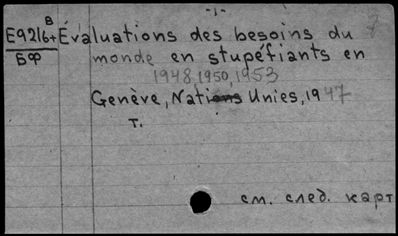 -1-
7
E9216+B Évaluations des besoins du
БФ monde en stupéfiants en
1948, 1950, 1953
Genève, Nations Unies, 1947
т.
см. след. карт